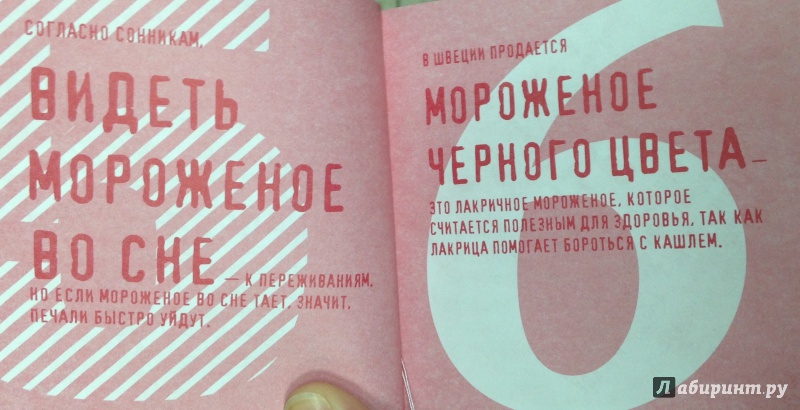 СОГЛАСНО СОННИКАМ,
ВИДЕТЬ
МОРОЖЕНОЕ
ВО СНЕ — К ПЕРЕЖИВАНИЯМ.
НО ЕСЛИ МОРОЖЕНОЕ ВО СНЕ ТАЕТ, ЗНАЧИТ,
ПЕЧАЛИ БЫСТРО УЙДУТ.
6
В ШВЕЦИИ ПРОДАЕТСЯ
МОРОЖЕНОЕ
ЧЕРНОГО ЦВЕТА —
ЭТО ЛАКРИЧНОЕ МОРОЖЕНОЕ, КОТОРОЕ
СЧИТАЕТСЯ ПОЛЕЗНЫМ ДЛЯ ЗДОРОВЬЯ, ТАК КАК
ЛАКРИЦА ПОМОГАЕТ БОРОТЬСЯ С КАШЛЕМ.
Лабиринт.ру